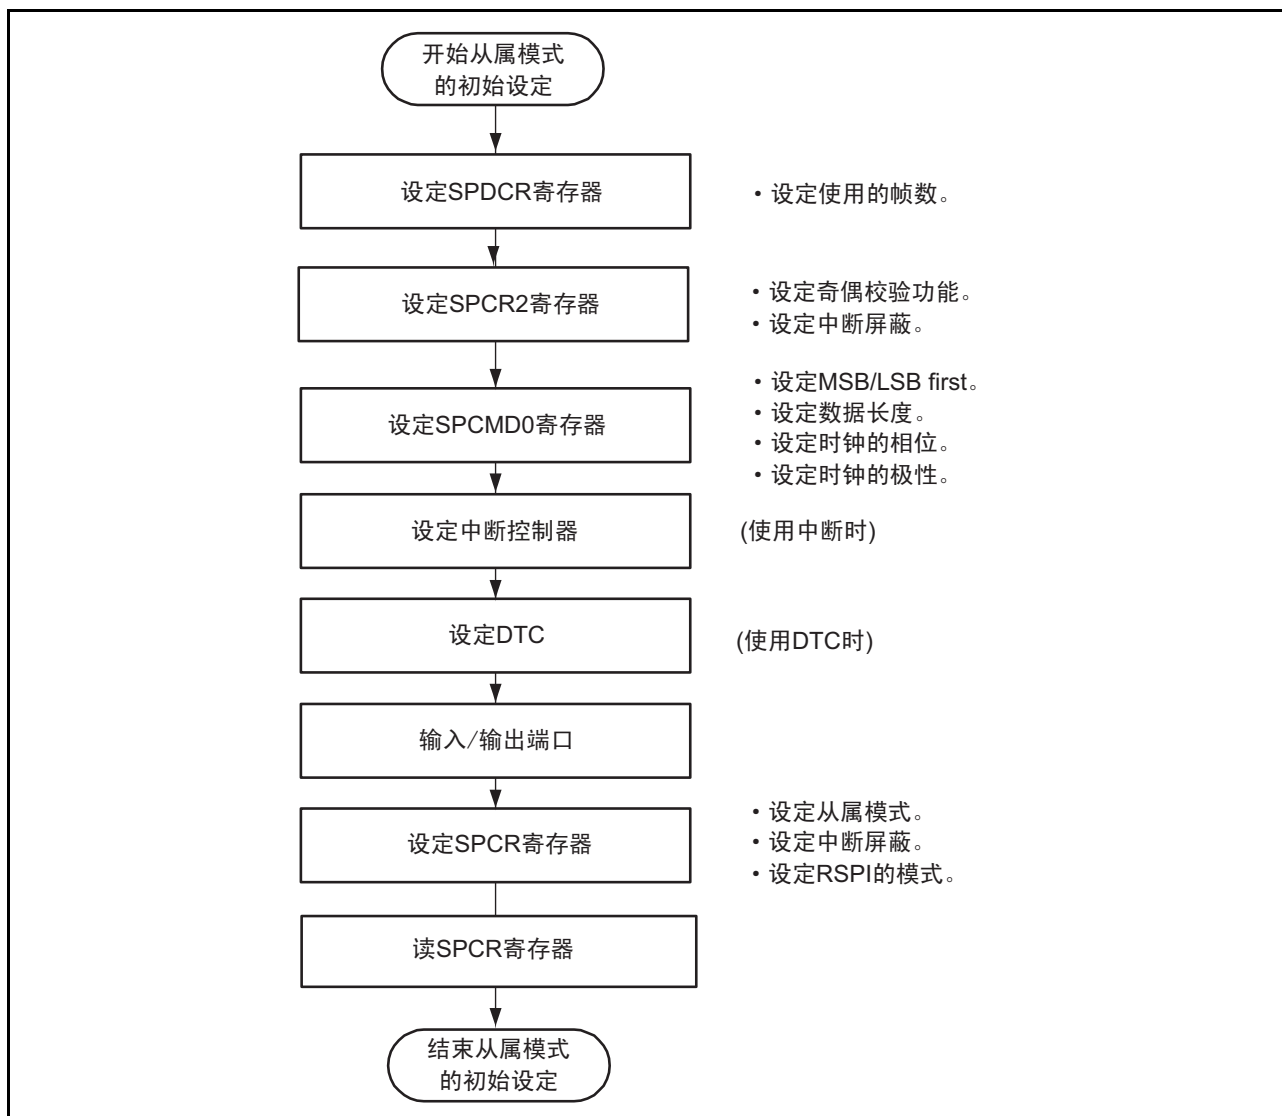 开始从属模式
的初始设定
设定SPDCR寄存器
・设定使用的帧数。
设定SPCR2寄存器
・设定奇偶校验功能。
・设定中断屏蔽。
设定SPCMD0寄存器
・设定MSB/LSB first。
・设定数据长度。
・设定时钟的相位。
・设定时钟的极性。
设定中断控制器
(使用中断时)
设定DTC
(使用DTC时)
输入/输出端口
设定SPCR寄存器
・设定从属模式。
・设定中断屏蔽。
・设定RSPI的模式。
读SPCR寄存器
结束从属模式
的初始设定